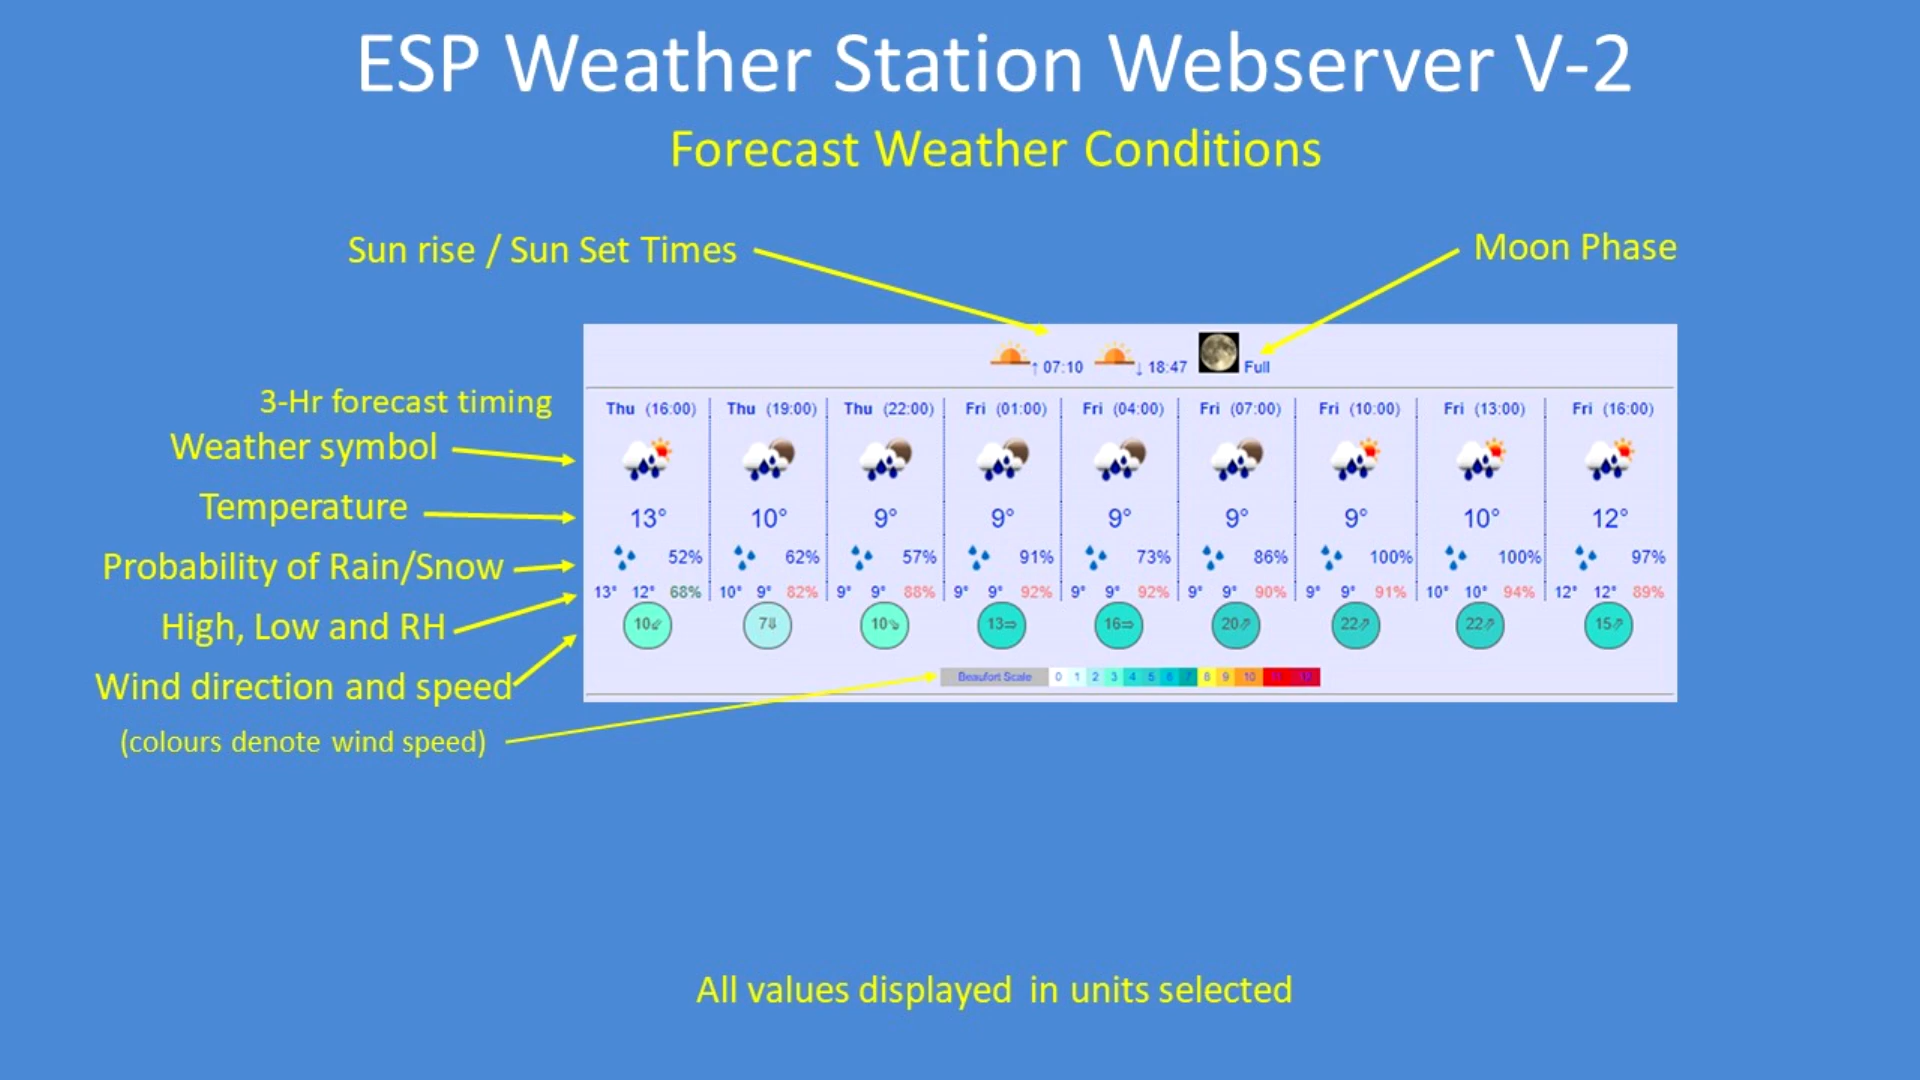 ESP Weather Station Webserver V-2
Forecast Weather Conditions
Sun rise / Sun Set Times
Moon Phase
↑ 07:10 ↓ 18:47 Full
3-Hr forecast timing
Thu (16:00) Thu (19:00) Thu (22:00) Fri (01:00) Fri (04:00) Fri (07:00) Fri (10:00) Fri (13:00) Fri (16:00)
Weather symbol
Temperature
13° 10° 9° 9° 9° 9° 9° 10° 12°
Probability of Rain/Snow
52% 62% 57% 91% 73% 86% 100% 100% 97%
13° 12° 68% 10° 9° 82% 9° 9° 88% 9° 9° 92% 9° 9° 92% 9° 9° 90% 9° 9° 91% 10° 10° 94% 12° 12° 89%
High, Low and RH
10⇙ 7⇓ 10⇘ 13⇒ 16⇒ 20⇗ 22⇗ 22⇗ 15⇗
Wind direction and speed
Beaufort Scale 0 1 2 3 4 5 6 7 8 9 10 11 12
(colours denote wind speed)
All values displayed in units selected